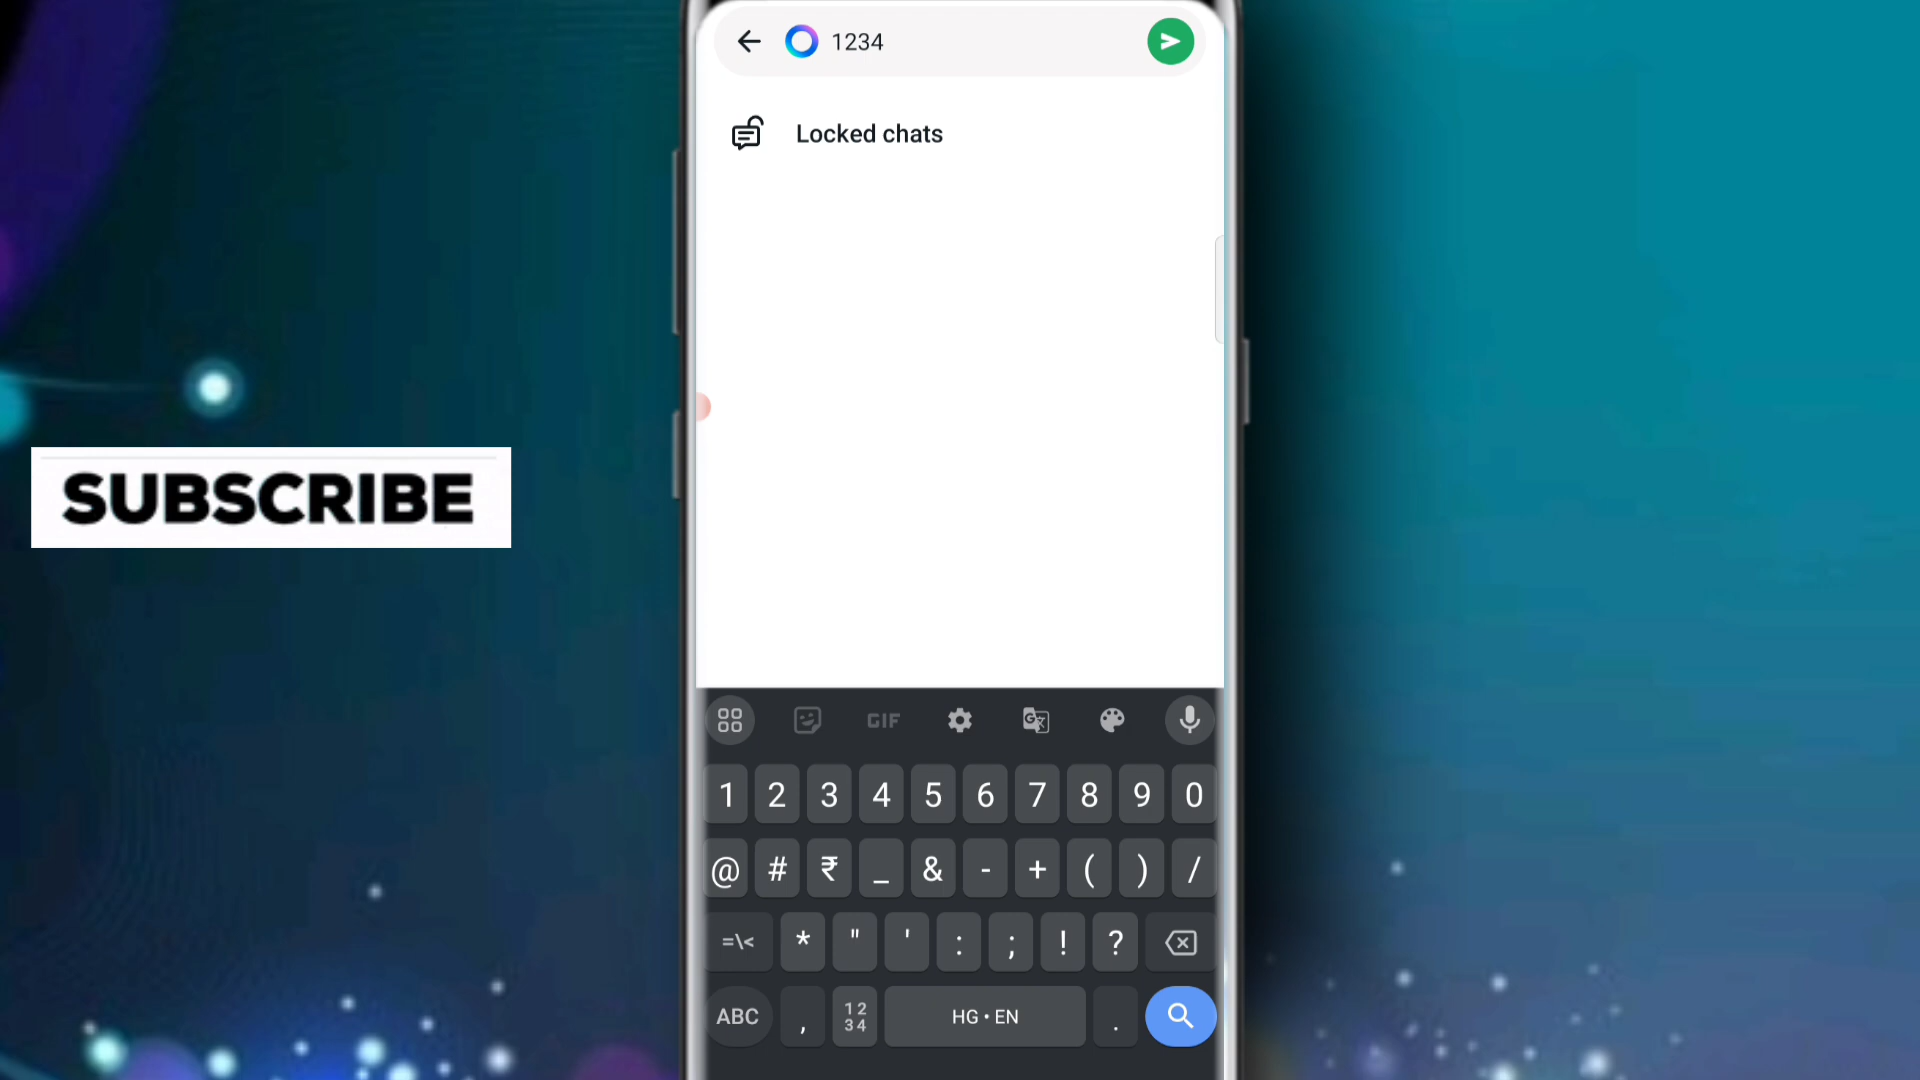 1234
Locked chats
SUBSCRIBE
GIF
1 2 3 4 5 6 7 8 9 0
@ # ₹ _ & - + ( ) /
=\< * " ' : ; ! ?
ABC , 12 34 HG • EN .